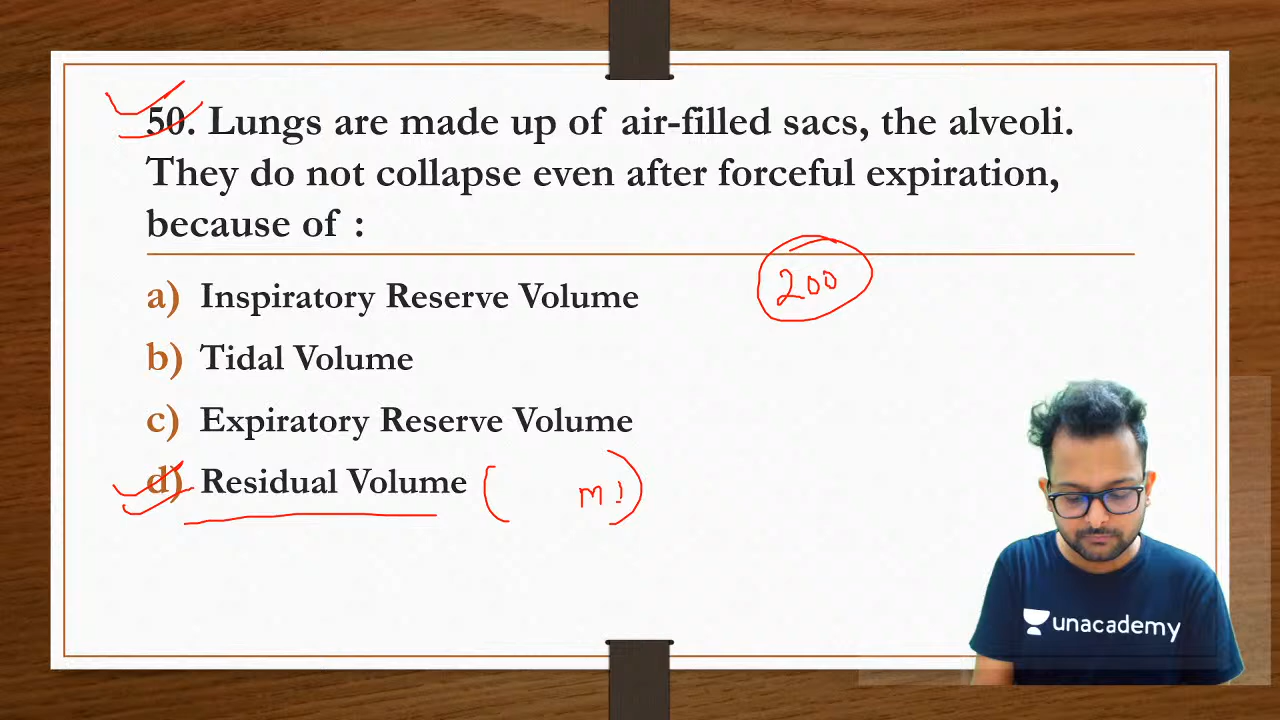 50. Lungs are made up of air-filled sacs, the alveoli.
They do not collapse even after forceful expiration,
because of :
200
a) Inspiratory Reserve Volume
b) Tidal Volume
c) Expiratory Reserve Volume
d) Residual Volume ( ml)
unacademy